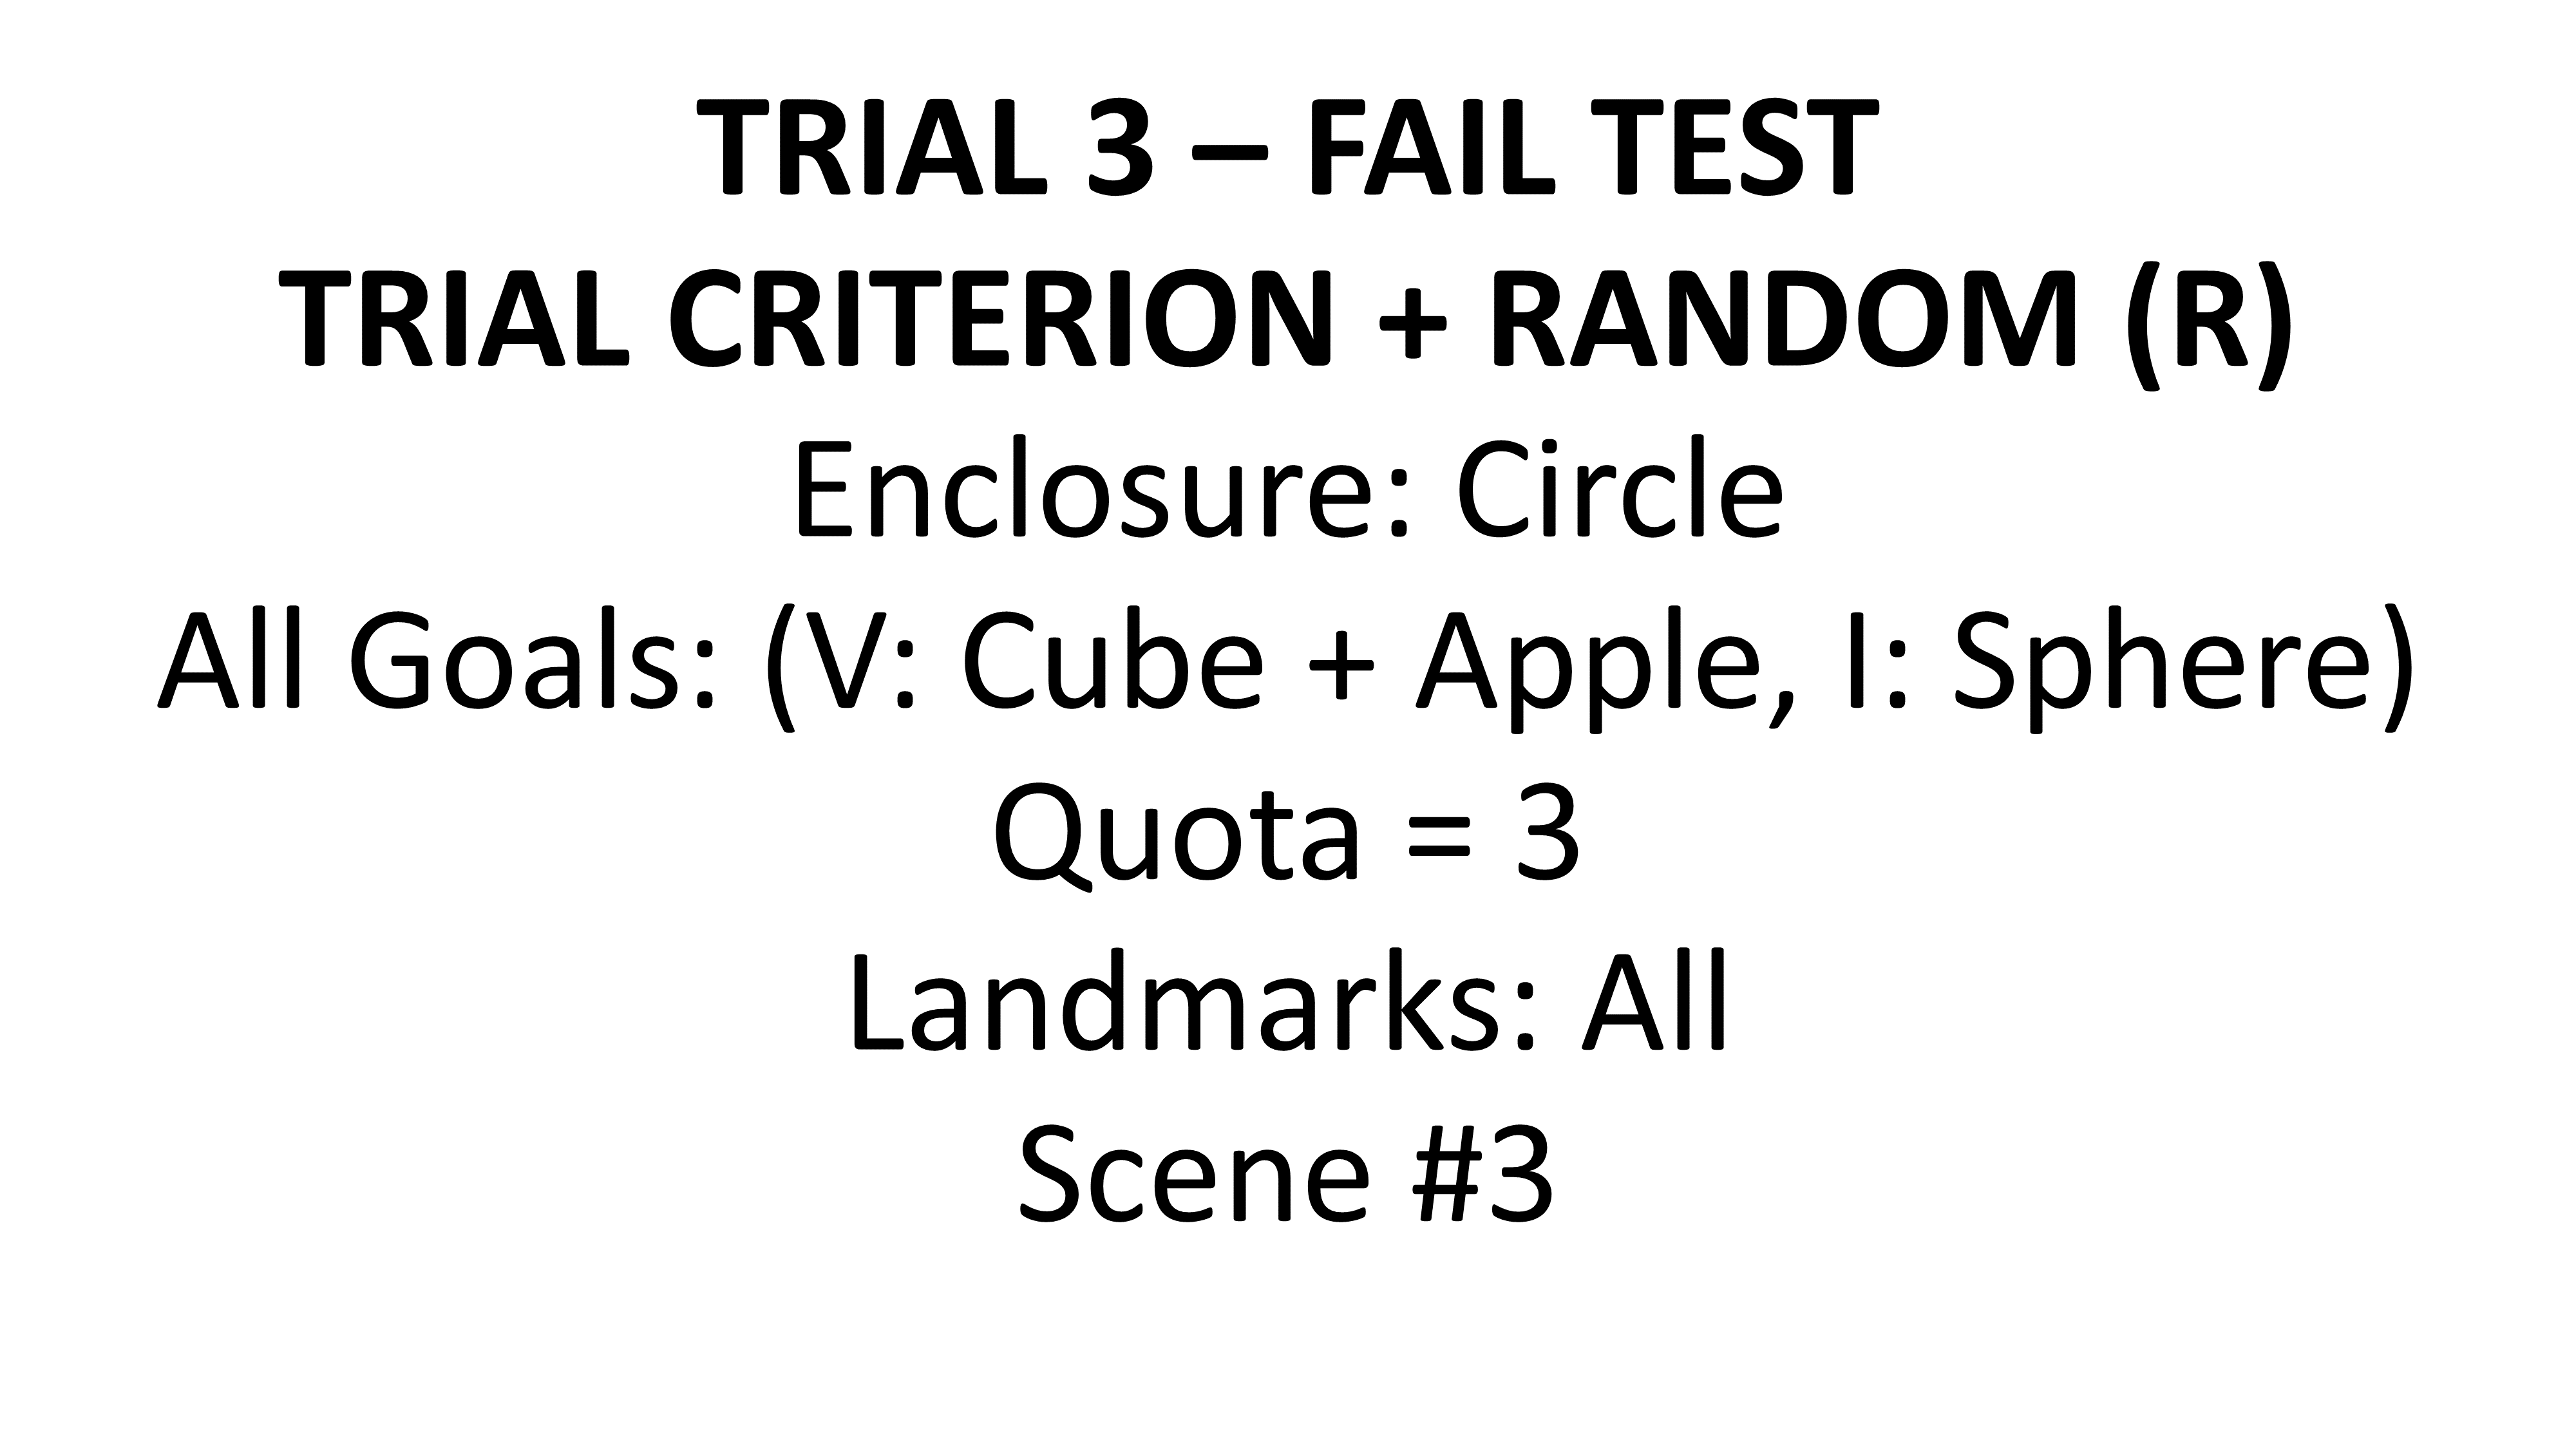 TRIAL 3 – FAIL TEST
TRIAL CRITERION + RANDOM (R)
Enclosure: Circle
All Goals: (V: Cube + Apple, I: Sphere)
Quota = 3
Landmarks: All
Scene #3